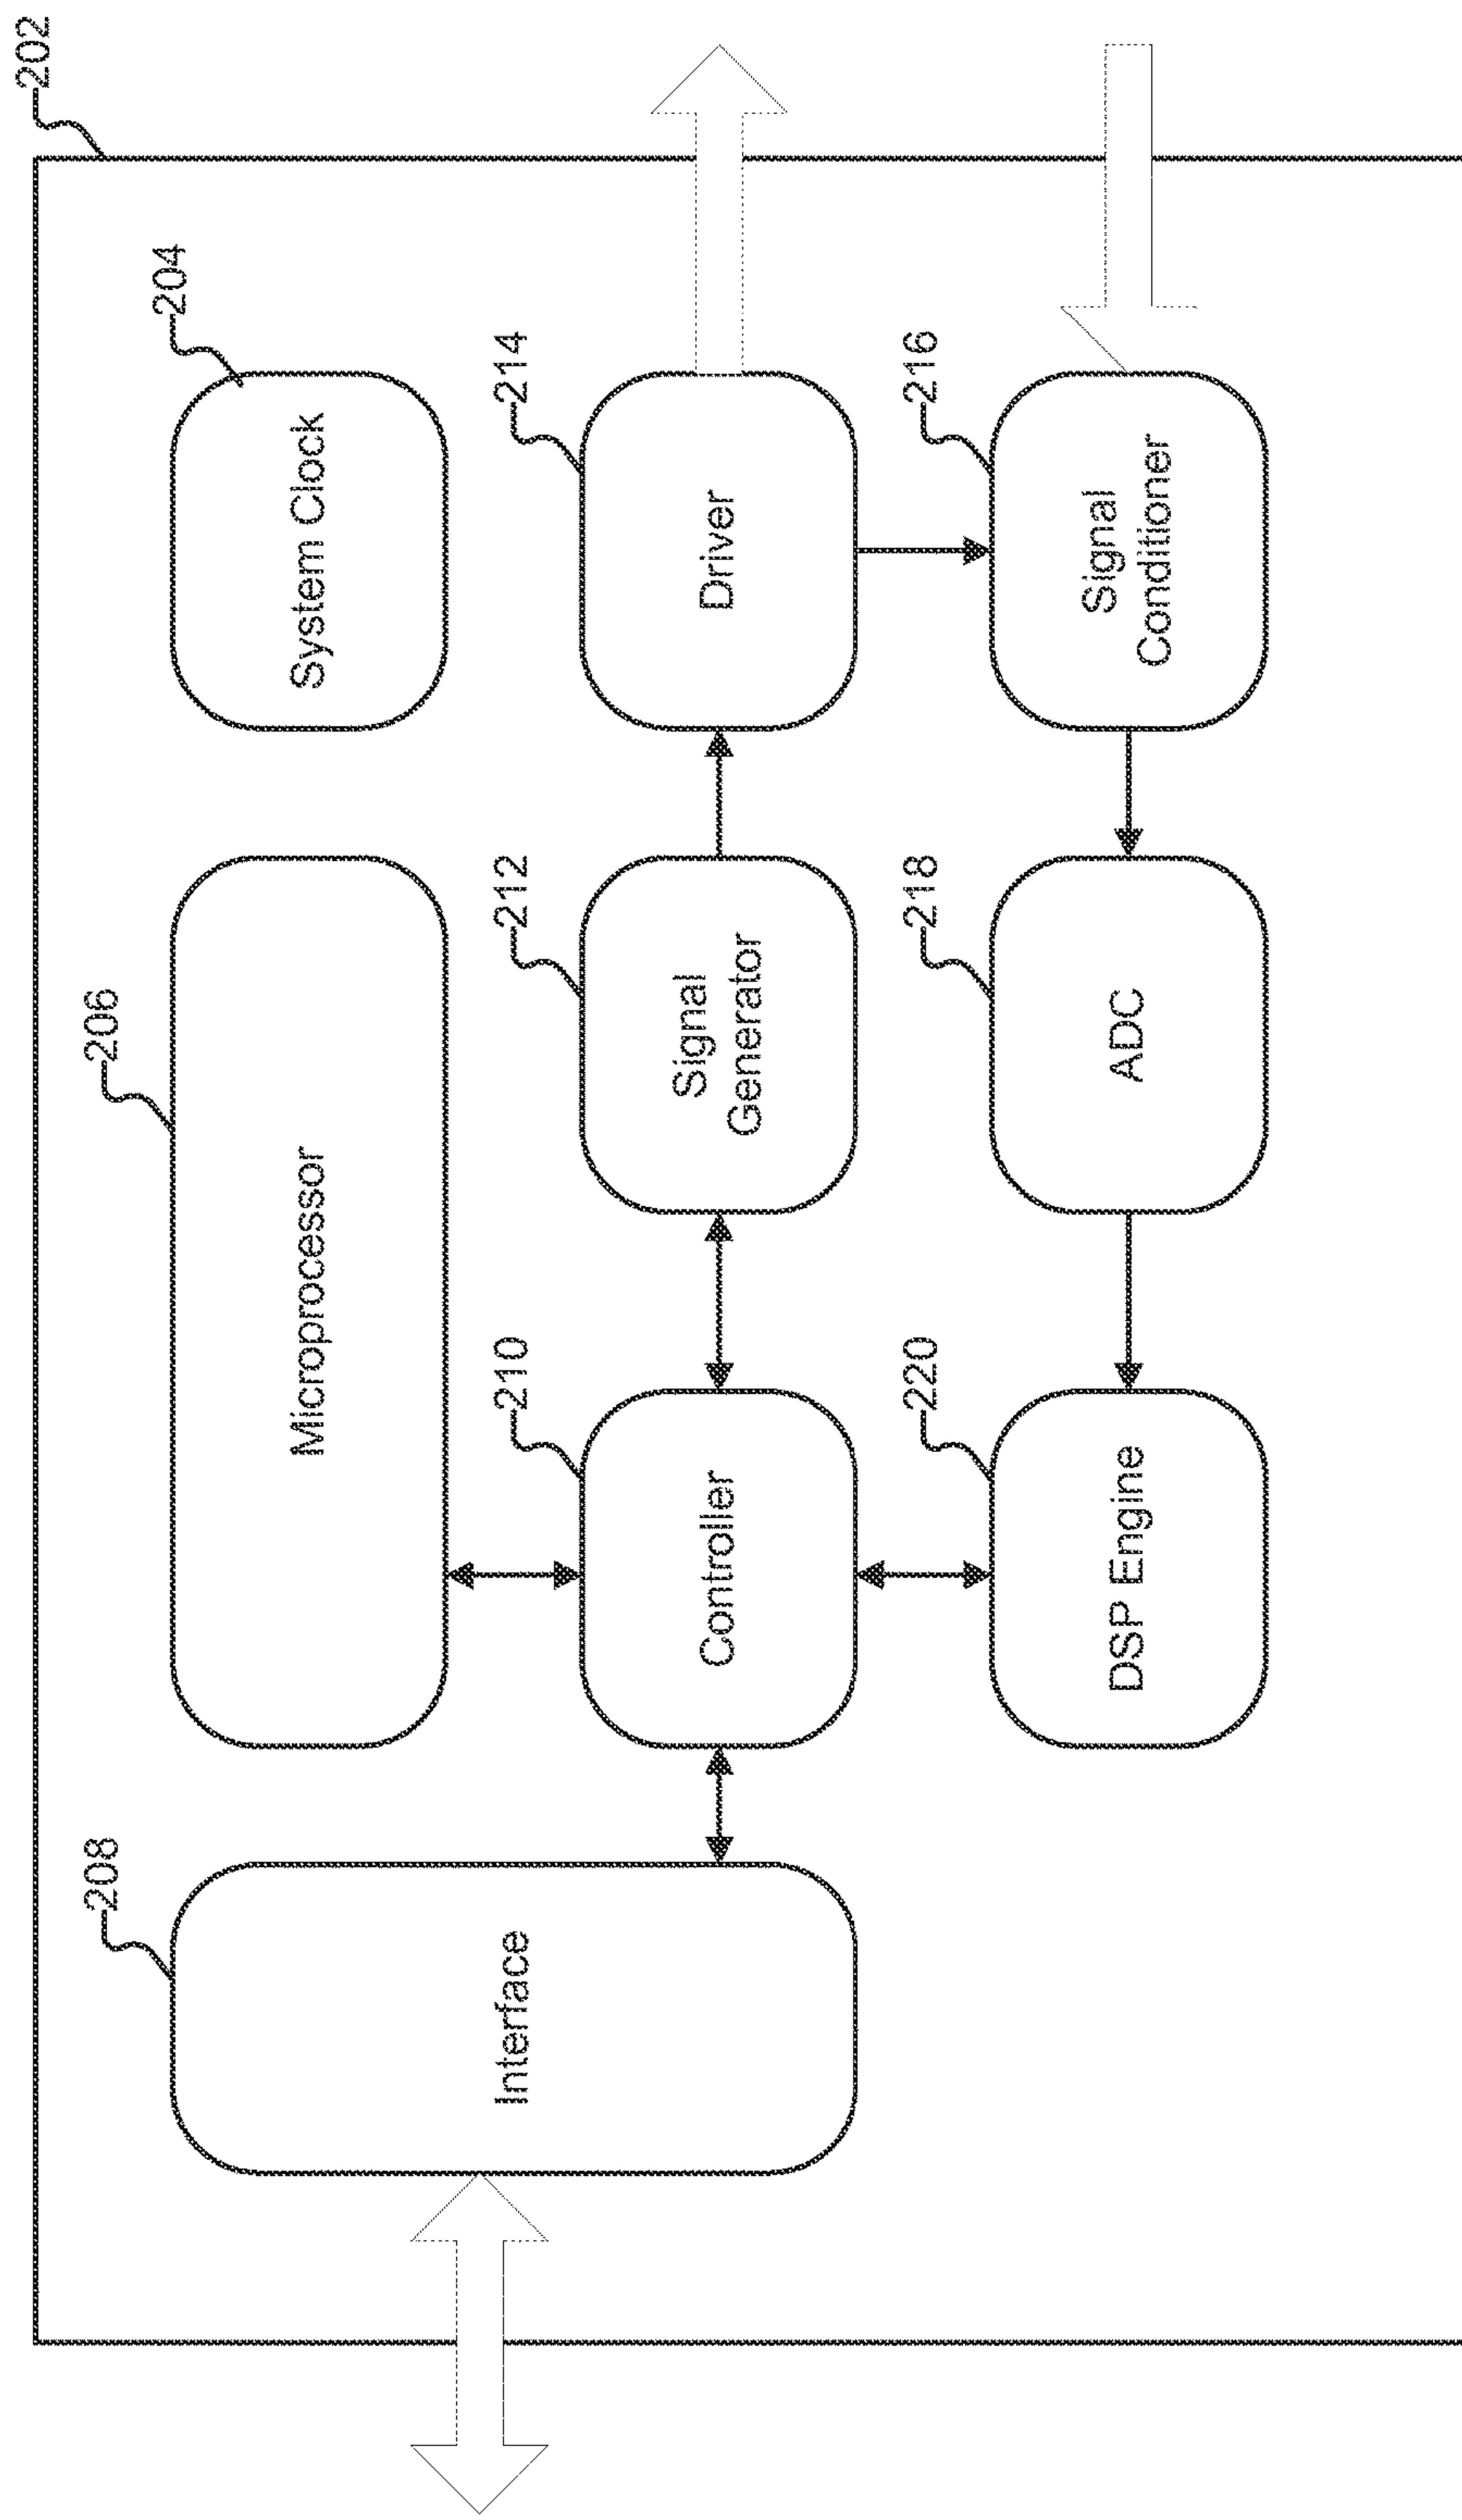 202
206
Microprocessor
204
System Clock
208
Interface
210
Controller
212
Signal
Generator
214
Driver
220
DSP Engine
218
ADC
216
Signal
Conditioner